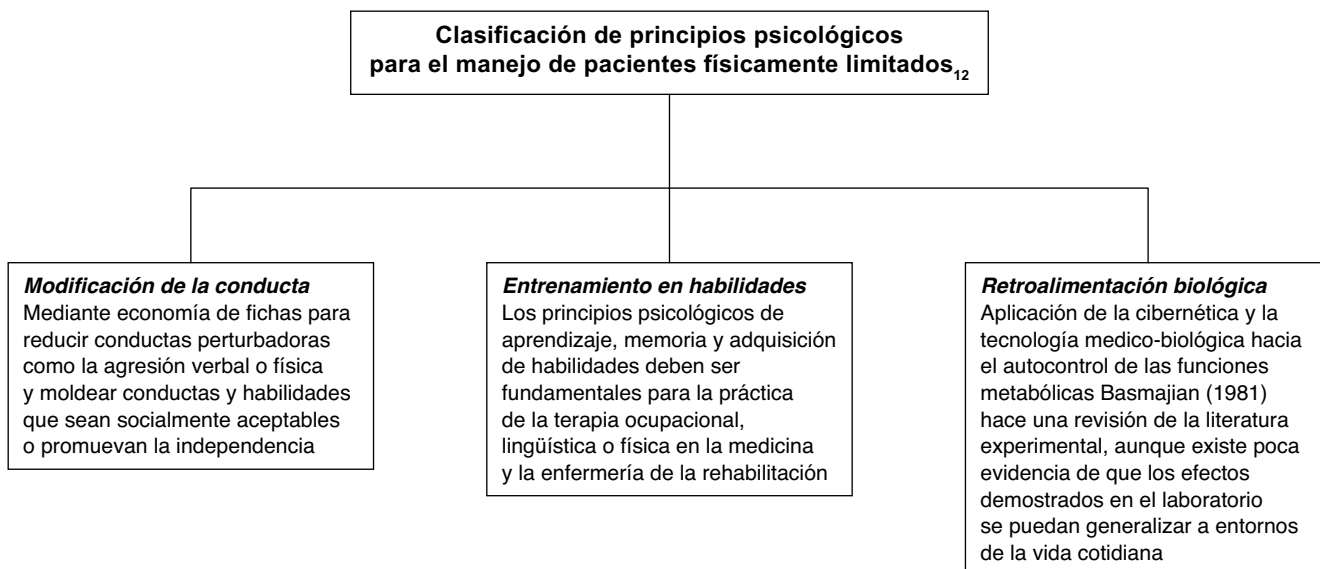 Clasificación de principios psicológicos
para el manejo de pacientes físicamente limitados12
Modificación de la conducta
Mediante economía de fichas para
reducir conductas perturbadoras
como la agresión verbal o física
y moldear conductas y habilidades
que sean socialmente aceptables
o promuevan la independencia
Entrenamiento en habilidades
Los principios psicológicos de
aprendizaje, memoria y adquisición
de habilidades deben ser
fundamentales para la práctica
de la terapia ocupacional,
lingüística o física en la medicina
y la enfermería de la rehabilitación
Retroalimentación biológica
Aplicación de la cibernética y la
tecnología medico-biológica hacia
el autocontrol de las funciones
metabólicas Basmajian (1981)
hace una revisión de la literatura
experimental, aunque existe poca
evidencia de que los efectos
demostrados en el laboratorio
se puedan generalizar a entornos
de la vida cotidiana